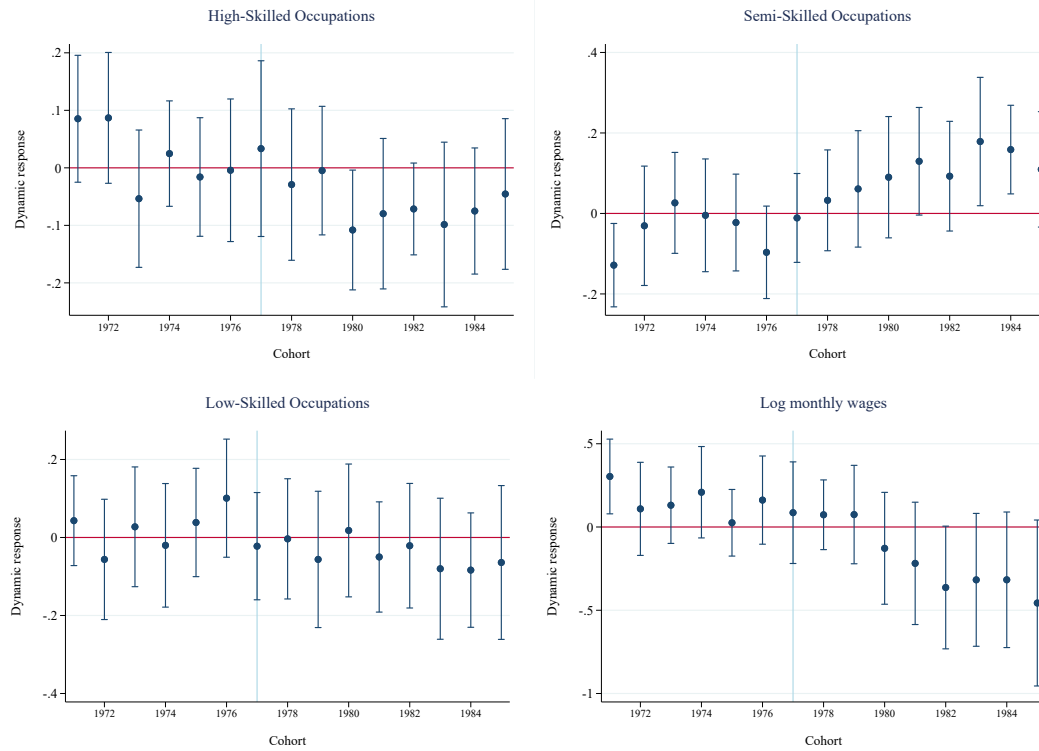 High-Skilled Occupations
.2
.1
0
-.1
-.2
Dynamic response
1972 1974 1976 1978 1980 1982 1984
Cohort
Semi-Skilled Occupations
.4
.2
0
-.2
Dynamic response
1972 1974 1976 1978 1980 1982 1984
Cohort
Low-Skilled Occupations
.2
0
-.2
-.4
Dynamic response
1972 1974 1976 1978 1980 1982 1984
Cohort
Log monthly wages
.5
0
-.5
-1
Dynamic response
1972 1974 1976 1978 1980 1982 1984
Cohort